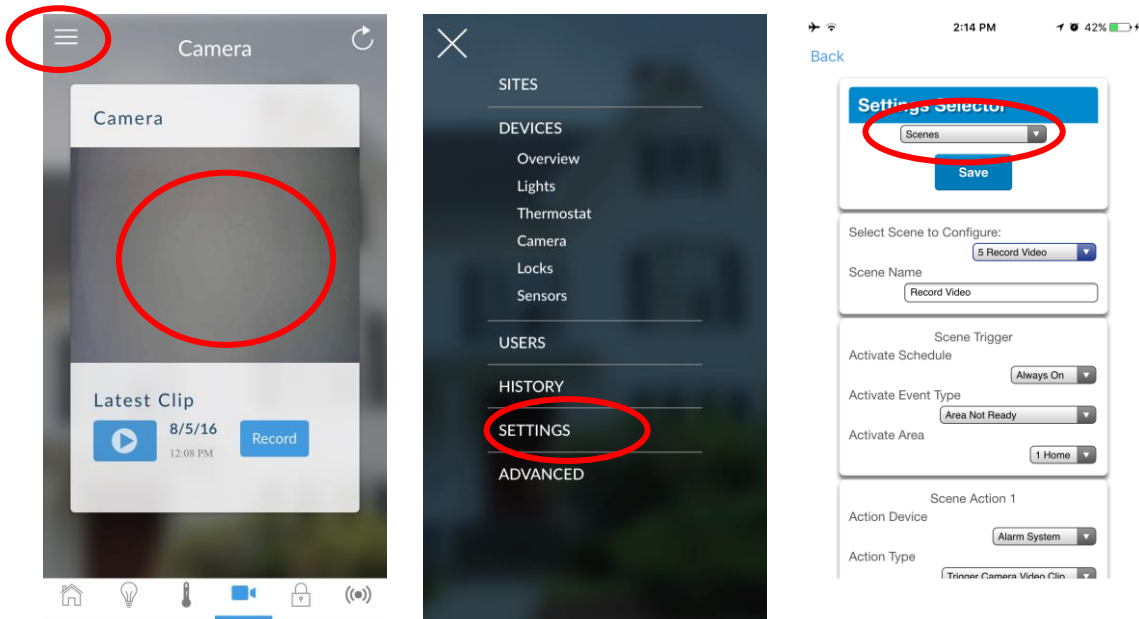 Camera
Camera
Latest Clip
8/5/16
12:08 PM
Record
SITES
DEVICES
Overview
Lights
Thermostat
Camera
Locks
Sensors
USERS
HISTORY
SETTINGS
ADVANCED
2:14 PM
42%
Back
Settings Selector
Scenes
Save
Select Scene to Configure:
5 Record Video
Scene Name
Record Video
Scene Trigger
Activate Schedule
Always On
Activate Event Type
Area Not Ready
Activate Area
1 Home
Scene Action 1
Action Device
Alarm System
Action Type
Trigger Camera Video Clip